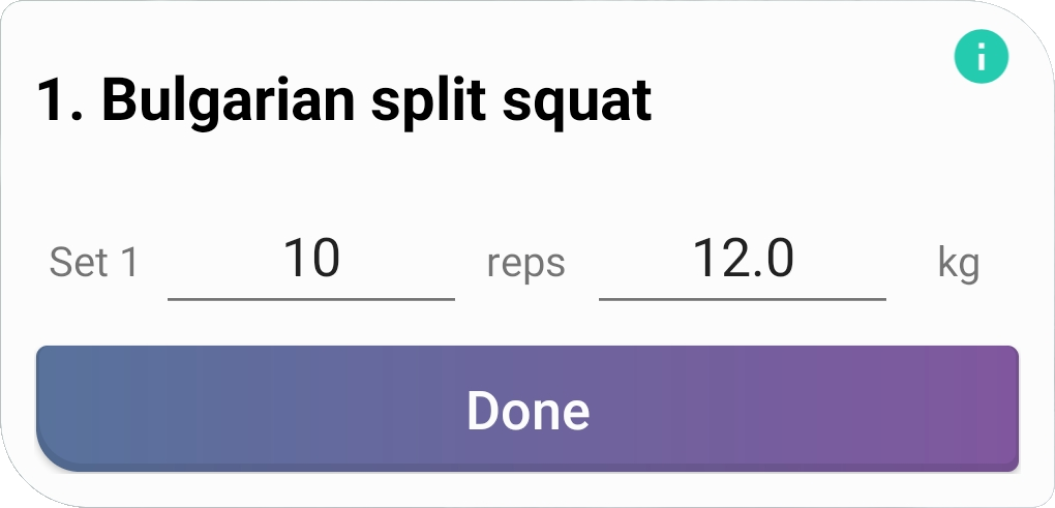 i
1. Bulgarian split squat
Set 1 10 reps 12.0 kg
Done